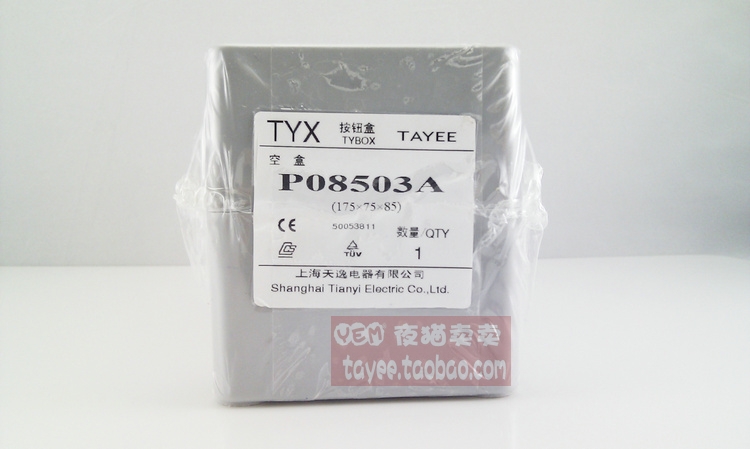 TYX 按钮盒 TAYEE
TYBOX
空 盒
P08503A
(175×75×85)
CE 50053811 数量/QTY
TÜV 1
上海天逸电器有限公司
Shanghai Tianyi Electric Co.,Ltd.
YEM 夜猫卖卖
tayee.taobao.com